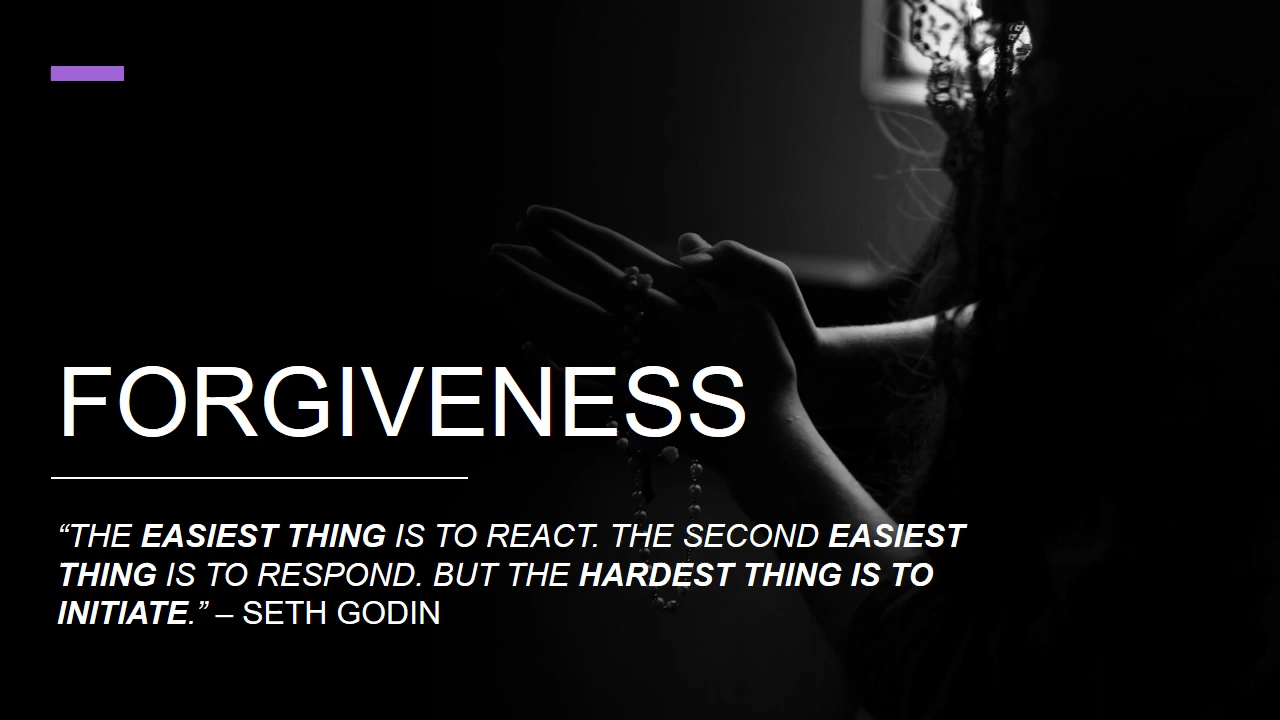 FORGIVENESS
“THE EASIEST THING IS TO REACT. THE SECOND EASIEST
THING IS TO RESPOND. BUT THE HARDEST THING IS TO
INITIATE.” – SETH GODIN